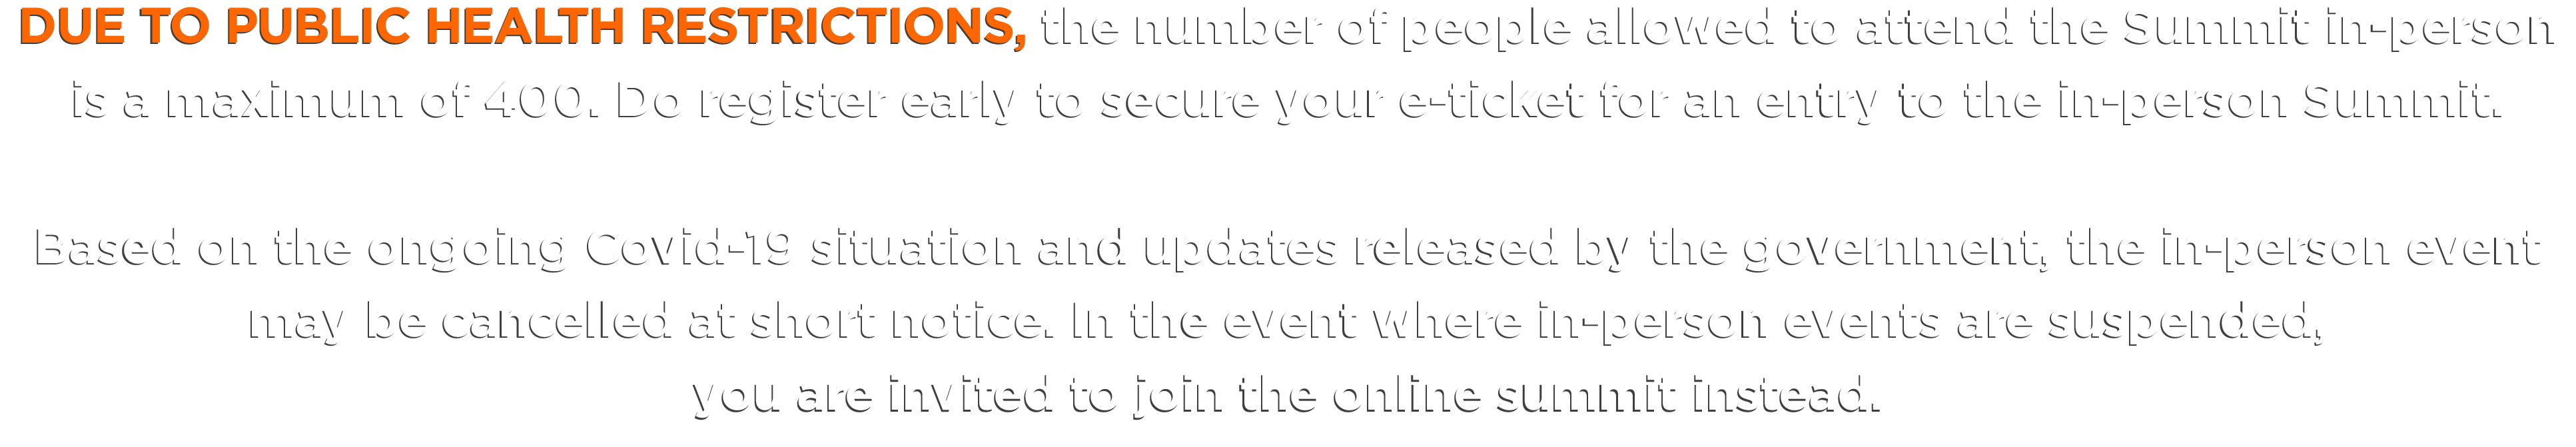 DUE TO PUBLIC HEALTH RESTRICTIONS, the number of people allowed to attend the Summit in-person
is a maximum of 400. Do register early to secure your e-ticket for an entry to the in-person Summit.
Based on the ongoing Covid-19 situation and updates released by the government, the in-person event
may be cancelled at short notice. In the event where in-person events are suspended,
you are invited to join the online summit instead.